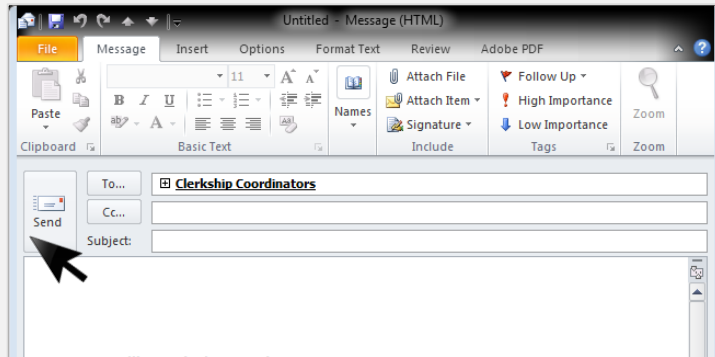 Untitled - Message (HTML)
File Message Insert Options Format Text Review Adobe PDF
11 A A Attach File Follow Up
Paste B I U Names Attach Item High Importance Zoom
ab A Aa Signature Low Importance
Clipboard Basic Text Include Tags Zoom
To... Clerkship Coordinators
Send Cc...
Subject: